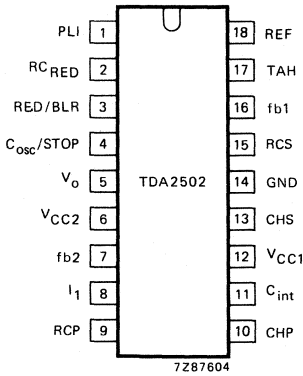 PLI 1 18 REF
RC_RED 2 17 TAH
RED/BLR 3 16 fb1
C_osc/STOP 4 15 RCS
V_o 5 TDA2502 14 GND
V_CC2 6 13 CHS
fb2 7 12 V_CC1
I_1 8 11 C_int
RCP 9 10 CHP
7Z87604